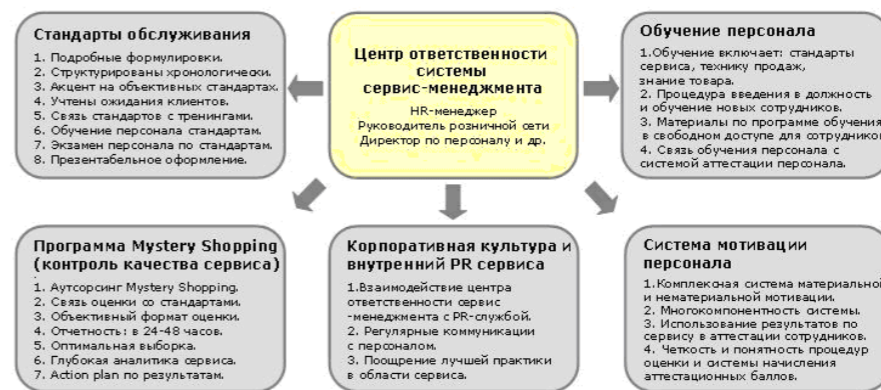 Стандарты обслуживания
1. Подробные формулировки.
2. Структурированы хронологически.
3. Акцент на объективных стандартах.
4. Учтены ожидания клиентов.
5. Связь стандартов с тренингами.
6. Обучение персонала стандартам.
7. Экзамен персонала по стандартам.
8. Презентабельное оформление.
Центр ответственности
системы
сервис-менеджмента
HR-менеджер
Руководитель розничной сети
Директор по персоналу и др.
Обучение персонала
1.Обучение включает: стандарты
сервиса, технику продаж,
знание товара.
2. Процедура введения в должность
и обучение новых сотрудников.
3. Материалы по программе обучения
в свободном доступе для сотрудников
4. Связь обучения персонала с
системой аттестации персонала.
Программа Mystery Shopping
(контроль качества сервиса)
1. Аутсорсинг Mystery Shopping.
2. Связь оценки со стандартами.
3. Объективный формат оценки.
4. Отчетность: в 24-48 часов.
5. Оптимальная выборка.
6. Глубокая аналитика сервиса.
7. Action plan по результатам.
Корпоративная культура и
внутренний PR сервиса
1.Взаимодействие центра
ответственности сервис
-менеджмента с PR-службой.
2. Регулярные коммуникации
с персоналом.
3. Поощрение лучшей практики
в области сервиса.
Система мотивации
персонала
1.Комплексная система материальной
и нематериальной мотивации.
2. Многокомпонентность системы.
3. Использование результатов по
сервису в аттестации сотрудников.
4. Четкость и понятность процедур
оценки и системы начисления
аттестационных баллов.